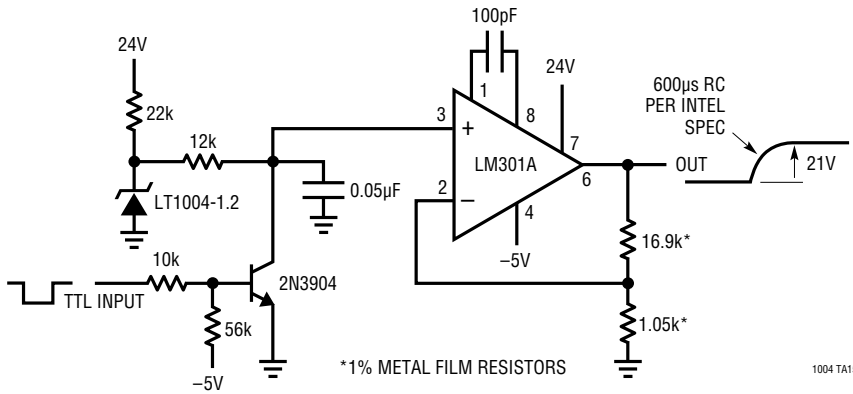 100pF
24V
24V
600µs RC
PER INTEL
SPEC
22k
1
8
12k
3
+
7
LM301A
6
OUT
21V
0.05µF
2
–
LT1004-1.2
4
–5V
16.9k*
10k
2N3904
TTL INPUT
56k
1.05k*
–5V
*1% METAL FILM RESISTORS